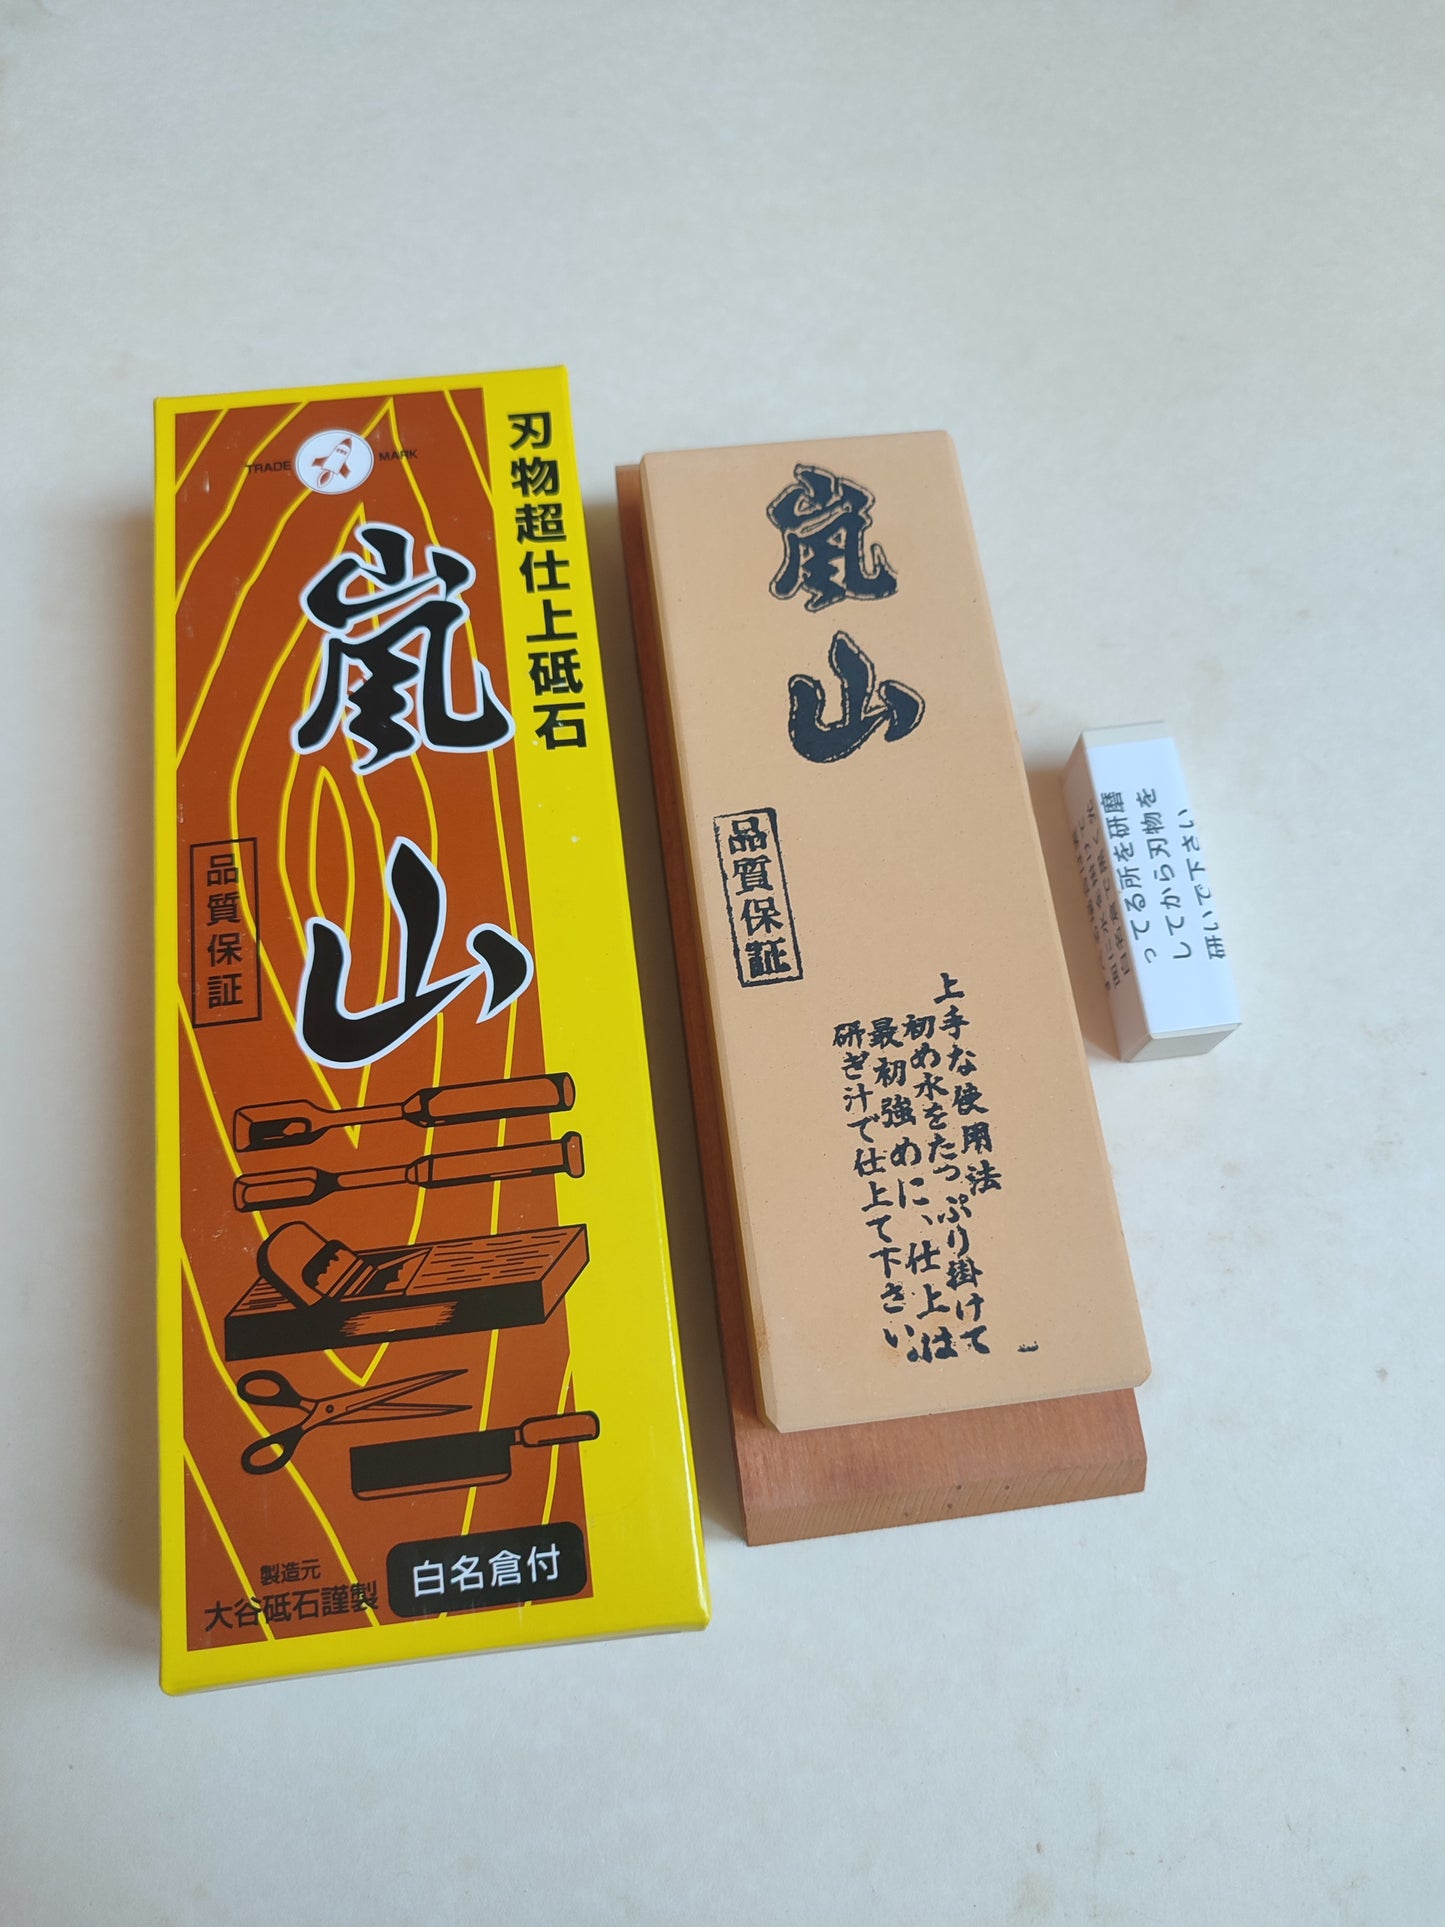 TRADE MARK
刃物超仕上砥石
嵐山
品質保証
製造元
大谷砥石謹製
白名倉付
嵐山
品質保証
上手な使用法
初め水をたっぷり掛けて
最初強めに、仕上は
研ぎ汁で仕上て下さい。
ってる所を研磨
してから刃物を
研いで下さい